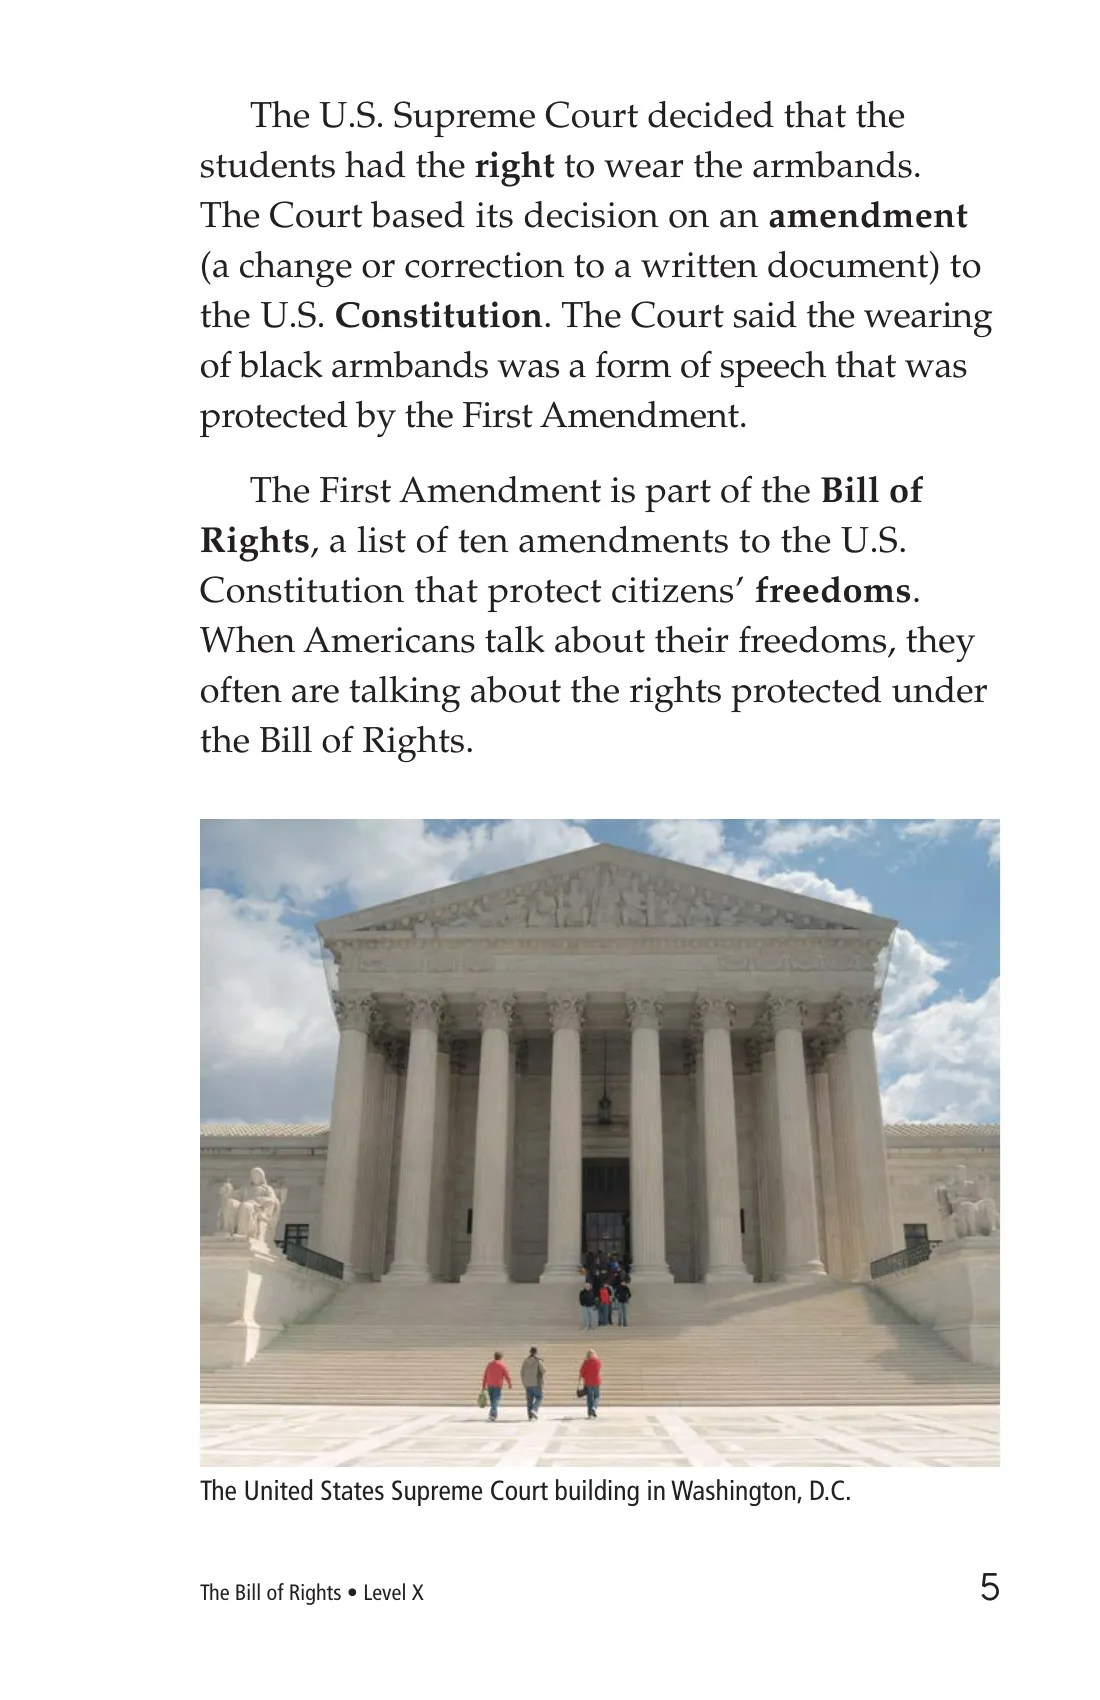 The U.S. Supreme Court decided that the
students had the right to wear the armbands.
The Court based its decision on an amendment
(a change or correction to a written document) to
the U.S. Constitution. The Court said the wearing
of black armbands was a form of speech that was
protected by the First Amendment.
The First Amendment is part of the Bill of
Rights, a list of ten amendments to the U.S.
Constitution that protect citizens’ freedoms.
When Americans talk about their freedoms, they
often are talking about the rights protected under
the Bill of Rights.
The United States Supreme Court building in Washington, D.C.
The Bill of Rights • Level X
5